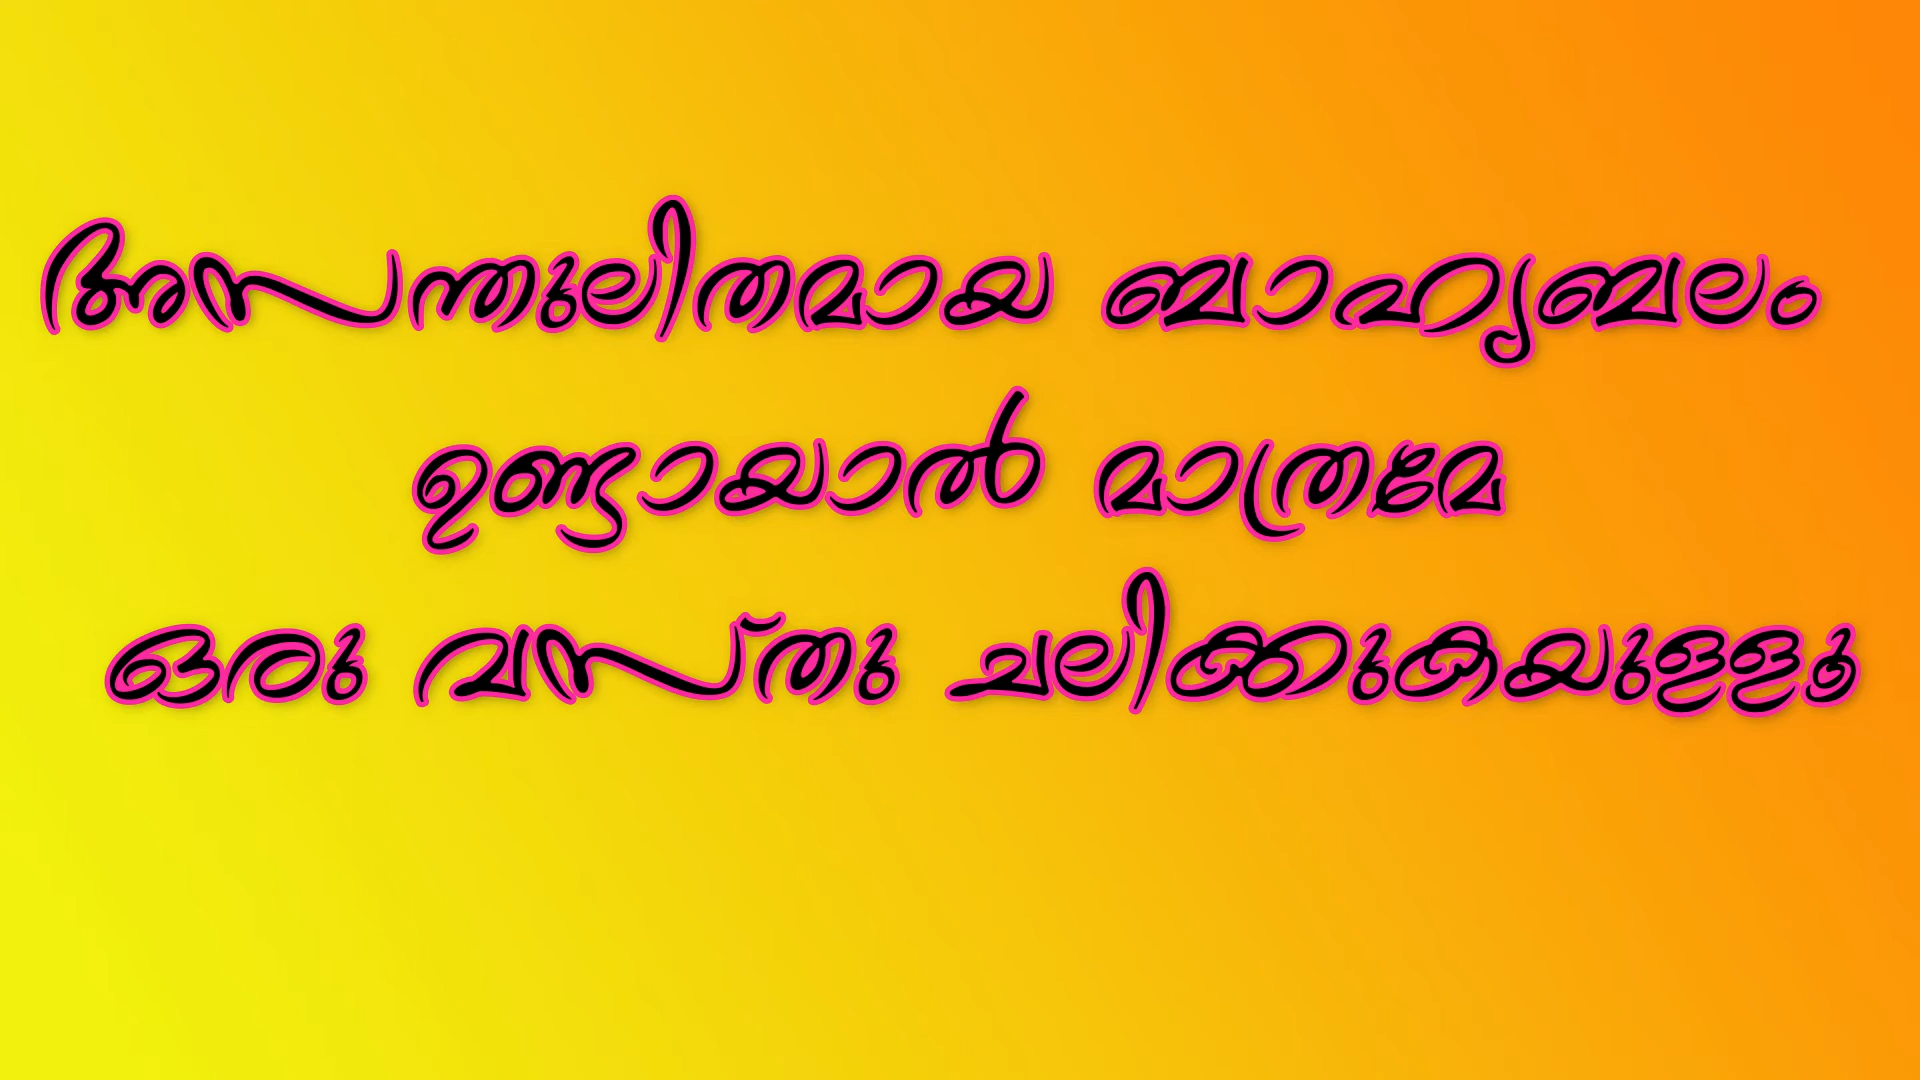 അസന്തുലിതമായ ബാഹ്യബലം
ഉണ്ടായാൽ മാത്രമേ
ഒരു വസ്തു ചലിക്കുകയുള്ളൂ